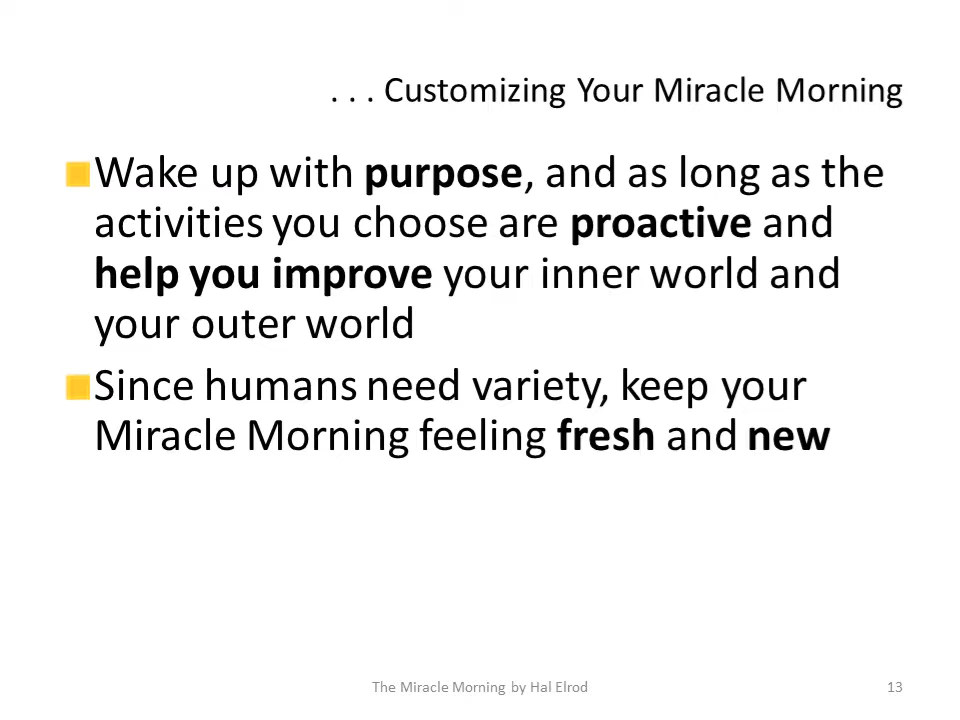 . . . Customizing Your Miracle Morning
Wake up with purpose, and as long as the
activities you choose are proactive and
help you improve your inner world and
your outer world
Since humans need variety, keep your
Miracle Morning feeling fresh and new
The Miracle Morning by Hal Elrod
13